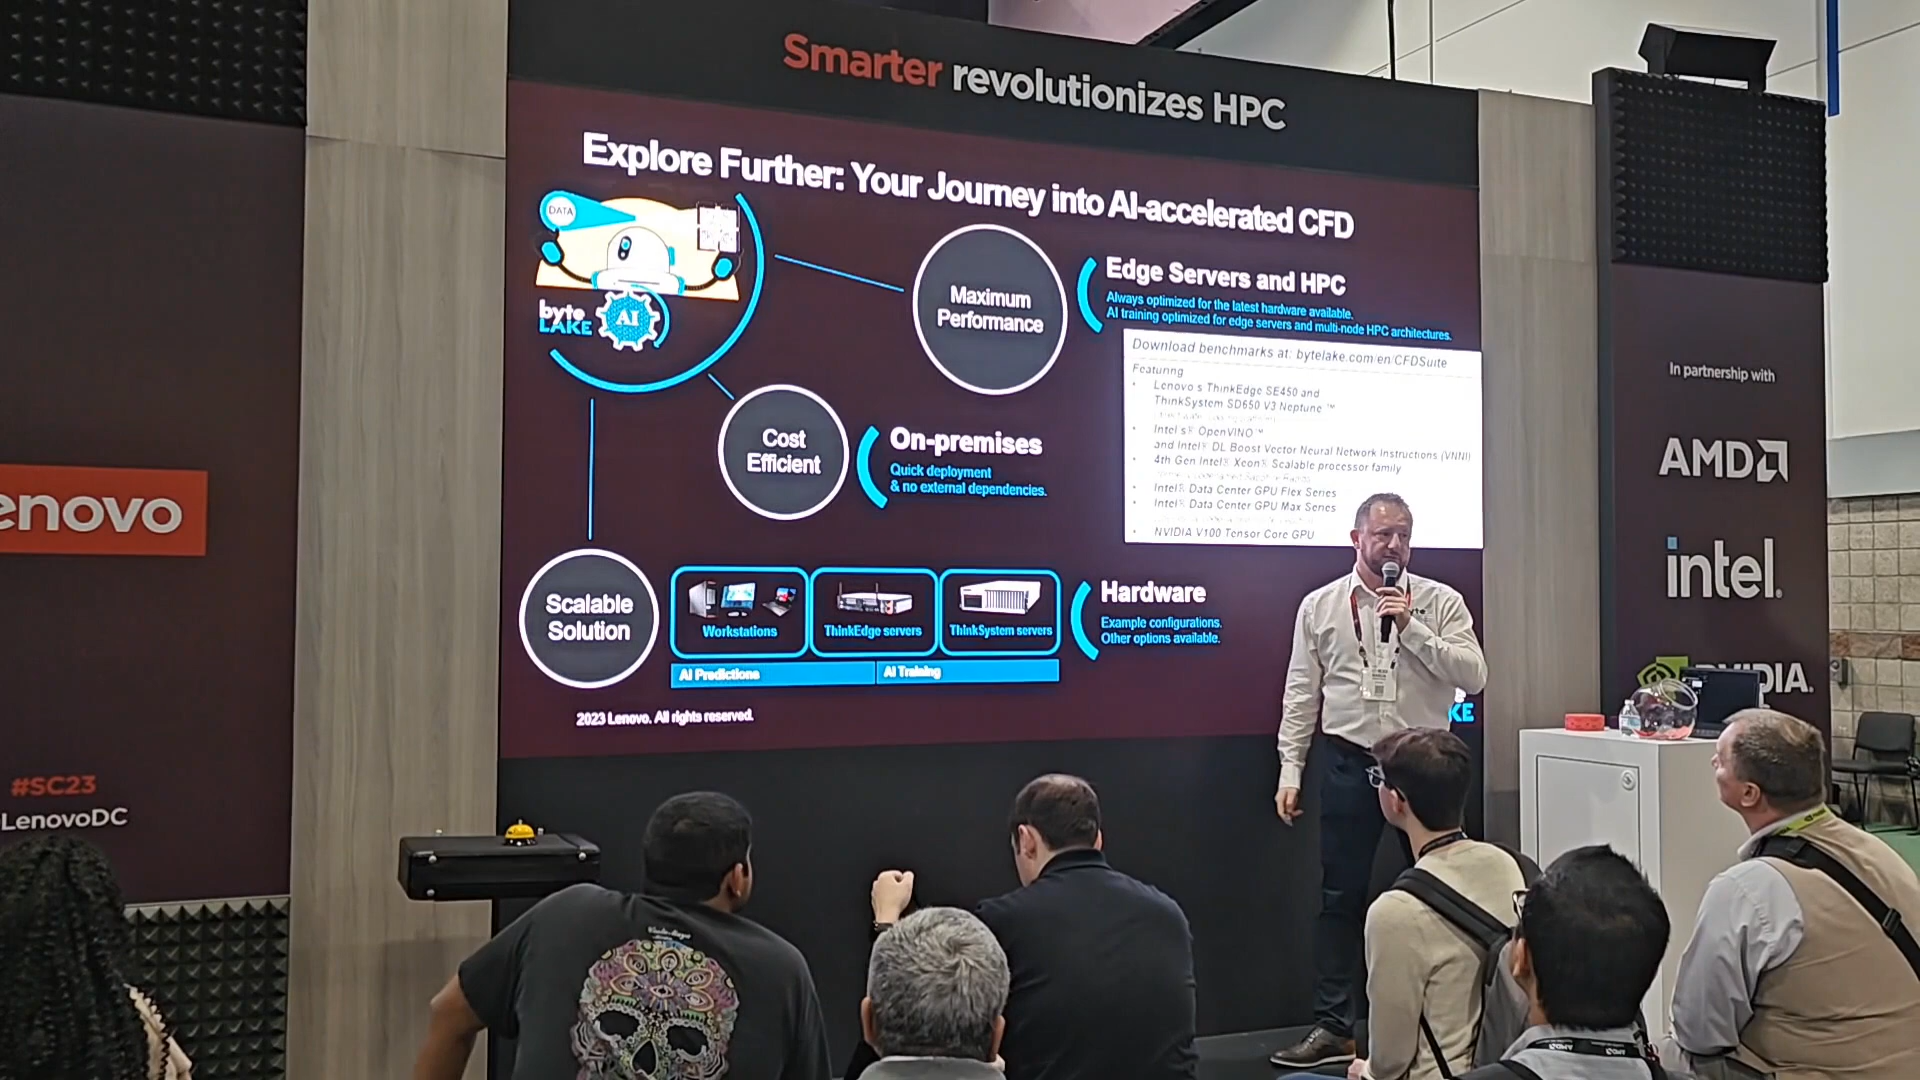 Smarter revolutionizes HPC
Explore Further: Your Journey into AI-accelerated CFD
DATA
byte
LAKE
AI
Maximum
Performance
Edge Servers and HPC
Always optimized for the latest hardware available.
AI training optimized for edge servers and multi-node HPC architectures.
Download benchmarks at: bytelake.com/en/CFDSuite
Featuring
• Lenovo s ThinkEdge SE450 and
ThinkSystem SD650 V3 Neptune ™
• Intel s® OpenVINO™
and Intel® DL Boost Vector Neural Network Instructions (VNNI)
• 4th Gen Intel® Xeon® Scalable processor family
• Intel® Data Center GPU Flex Series
• Intel® Data Center GPU Max Series
• NVIDIA V100 Tensor Core GPU
Cost
Efficient
On-premises
Quick deployment
& no external dependencies.
Scalable
Solution
Workstations
ThinkEdge servers
ThinkSystem servers
AI Predictions
AI Training
Hardware
Example configurations.
Other options available.
2023 Lenovo. All rights reserved.
KE
enovo
#SC23
LenovoDC
In partnership with
AMD
intel.
VIDIA.
byte